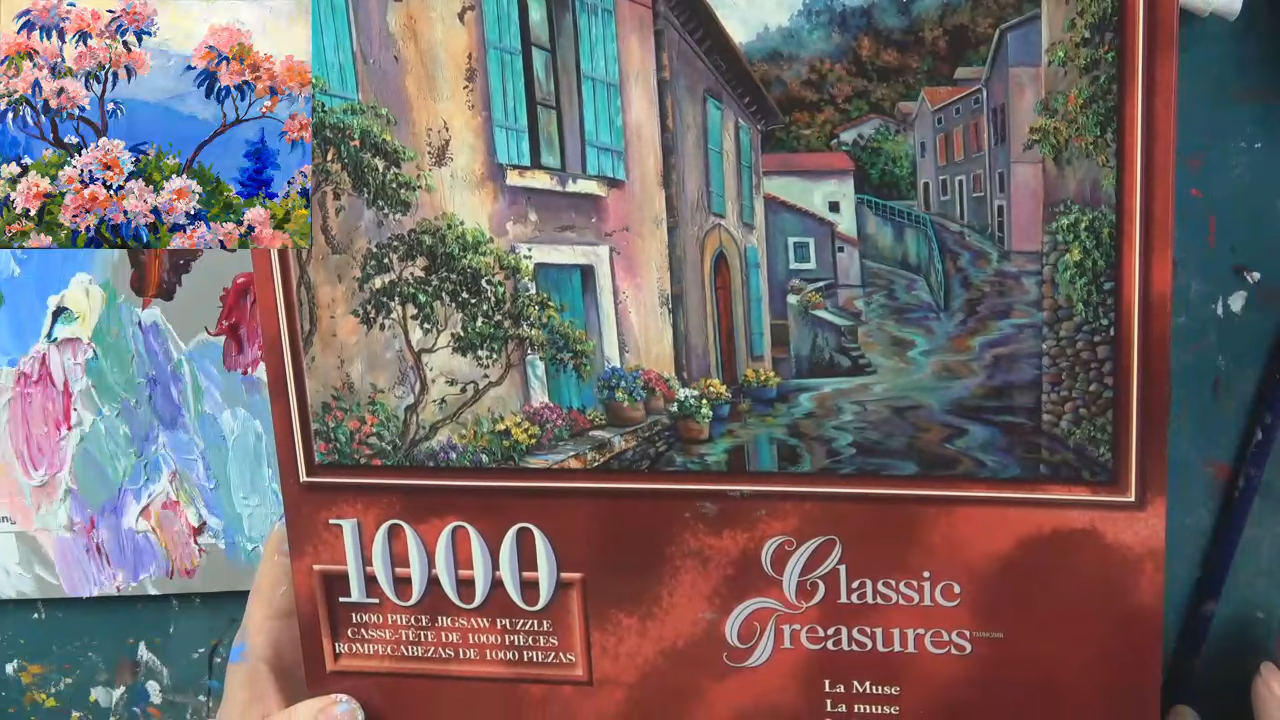 1000
1000 PIECE JIGSAW PUZZLE
CASSE-TÊTE DE 1000 PIÈCES
ROMPECABEZAS DE 1000 PIEZAS
Classic
Treasures
La Muse
La muse